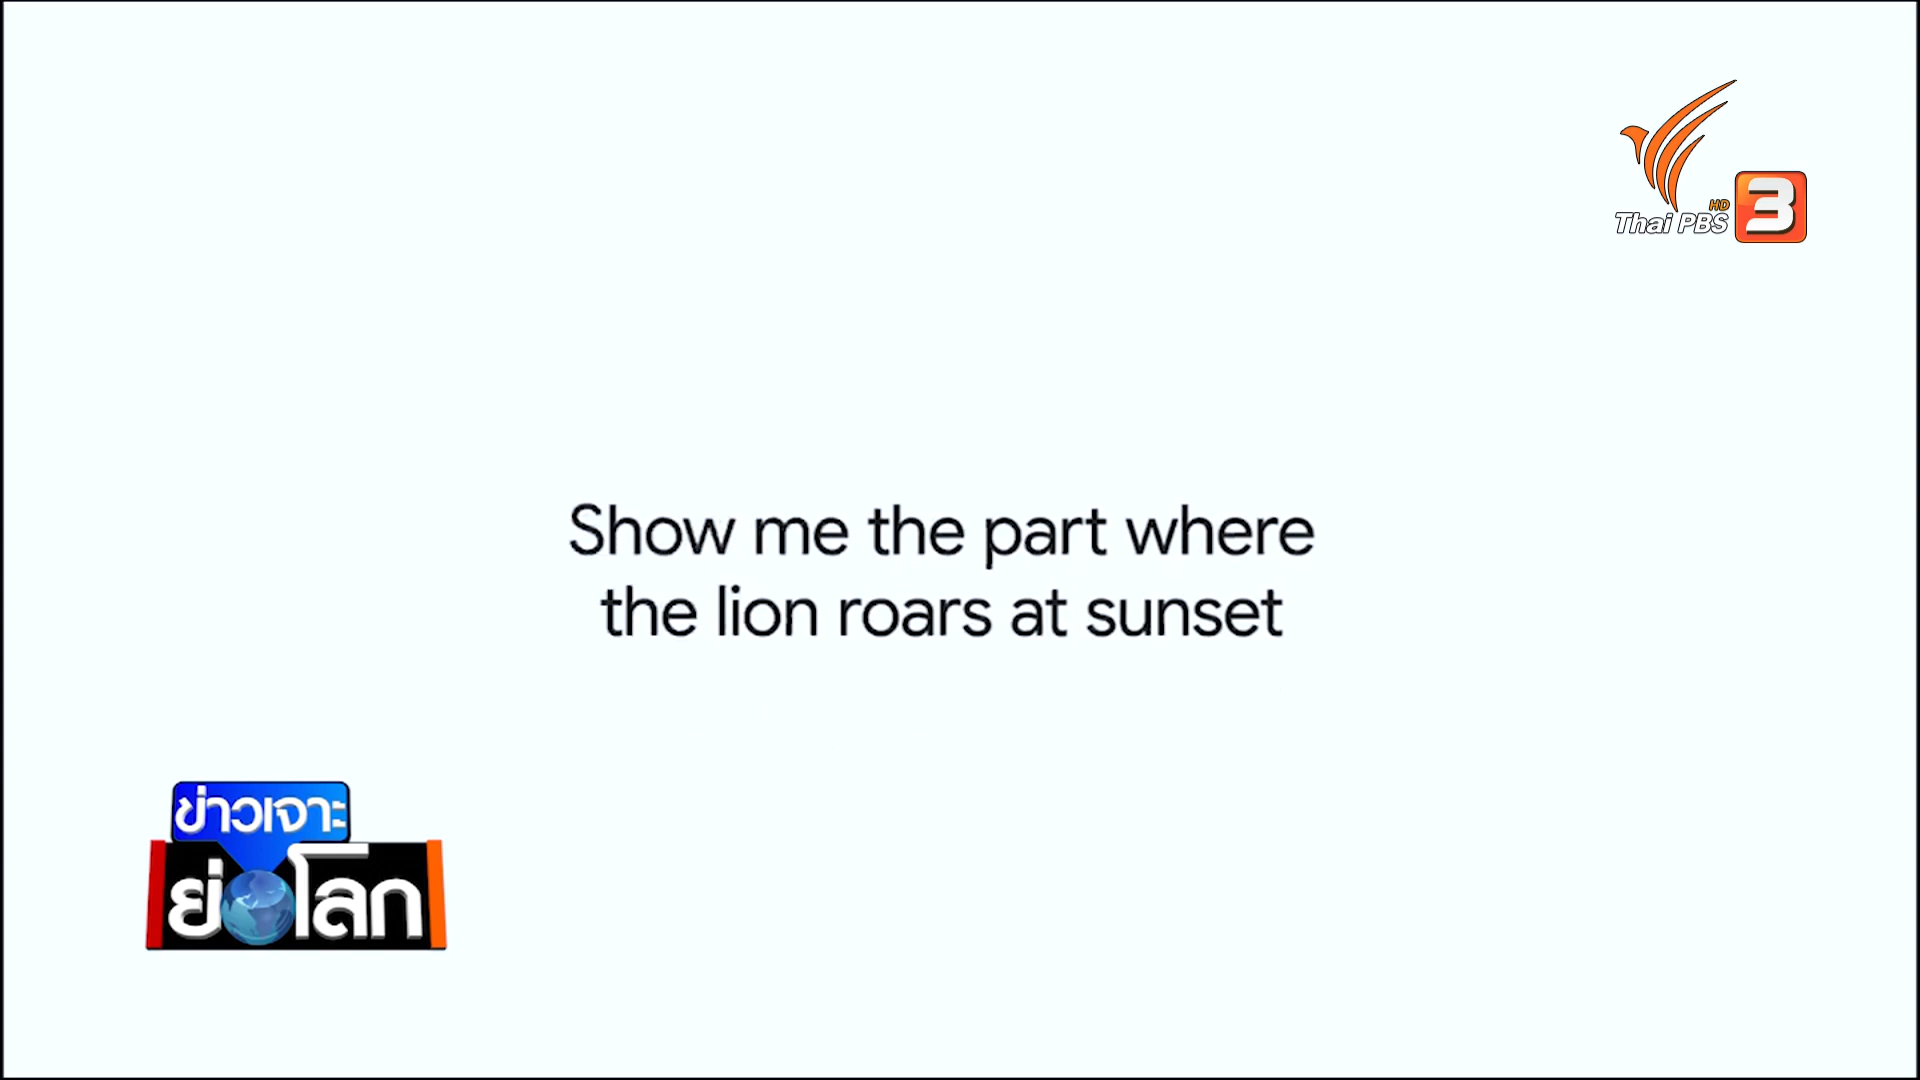 HD
Thai PBS 3
Show me the part where
the lion roars at sunset
ข่าวเจาะ
ย่อโลก